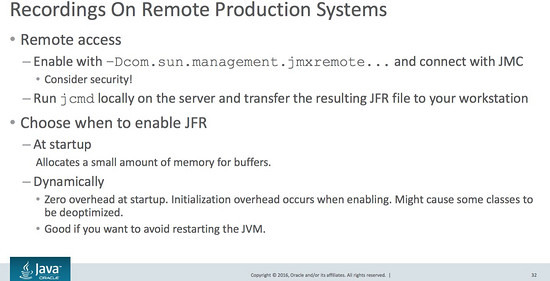 Recordings On Remote Production Systems
• Remote access
– Enable with -Dcom.sun.management.jmxremote... and connect with JMC
• Consider security!
– Run jcmd locally on the server and transfer the resulting JFR file to your workstation
• Choose when to enable JFR
– At startup
Allocates a small amount of memory for buffers.
– Dynamically
• Zero overhead at startup. Initialization overhead occurs when enabling. Might cause some classes to
be deoptimized.
• Good if you want to avoid restarting the JVM.
Java™
ORACLE
Copyright © 2016, Oracle and/or its affiliates. All rights reserved. |
32